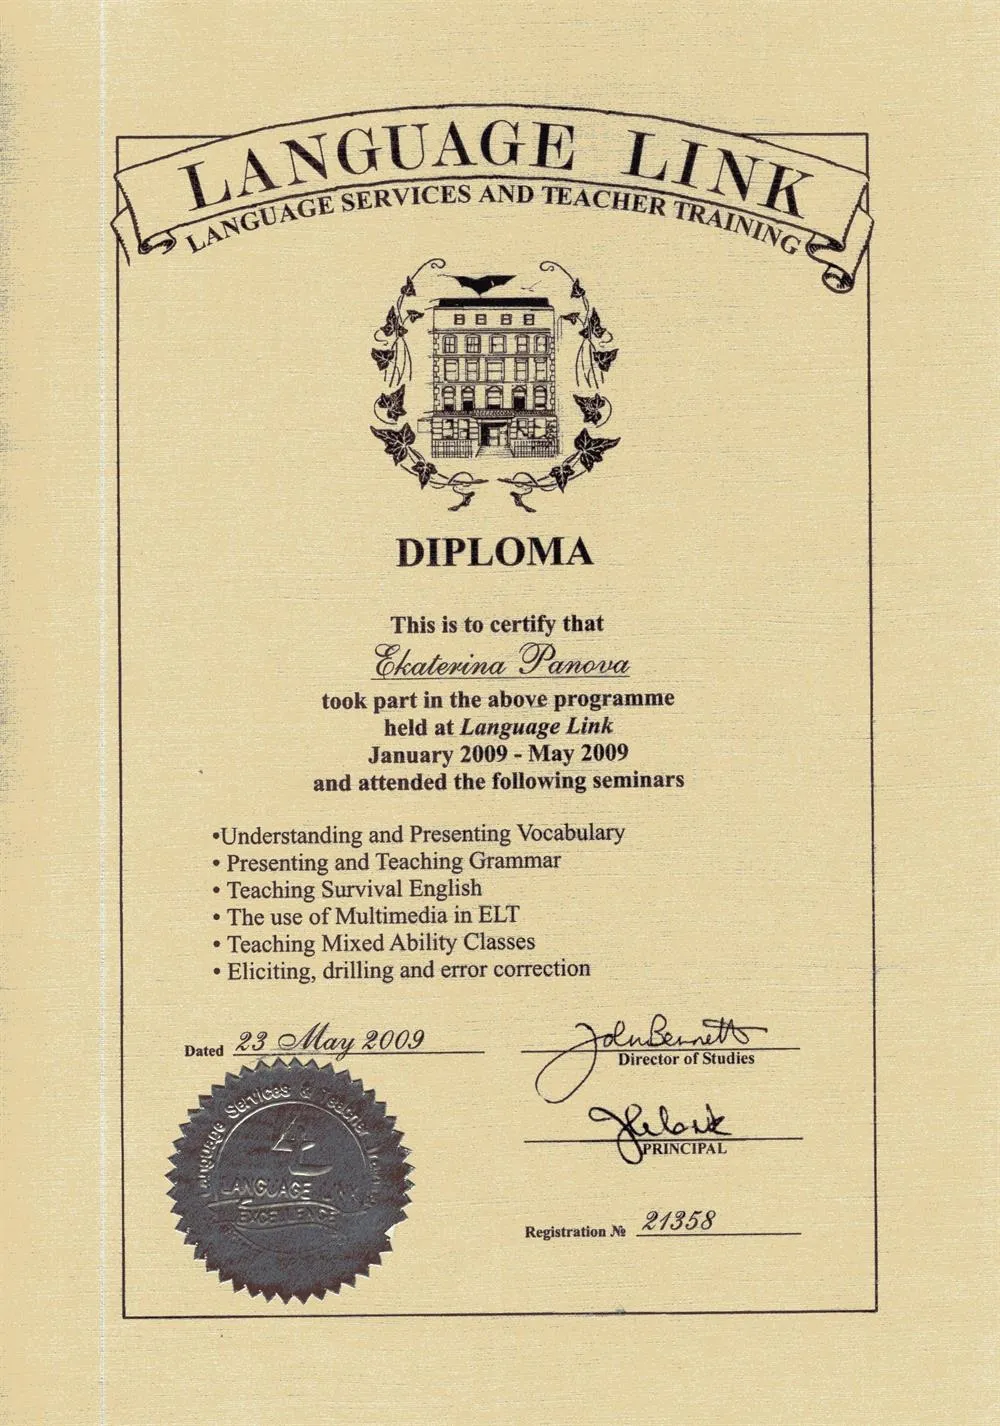 LANGUAGE LINK
LANGUAGE SERVICES AND TEACHER TRAINING
DIPLOMA
This is to certify that
Ekaterina Panova
took part in the above programme
held at Language Link
January 2009 - May 2009
and attended the following seminars
•Understanding and Presenting Vocabulary
• Presenting and Teaching Grammar
• Teaching Survival English
• The use of Multimedia in ELT
• Teaching Mixed Ability Classes
• Eliciting, drilling and error correction
Dated 23 May 2009
John Bennett
Director of Studies
PRINCIPAL
Registration № 21358
Language Services & Teacher Training
LANGUAGE LINK
EXCELLENCE